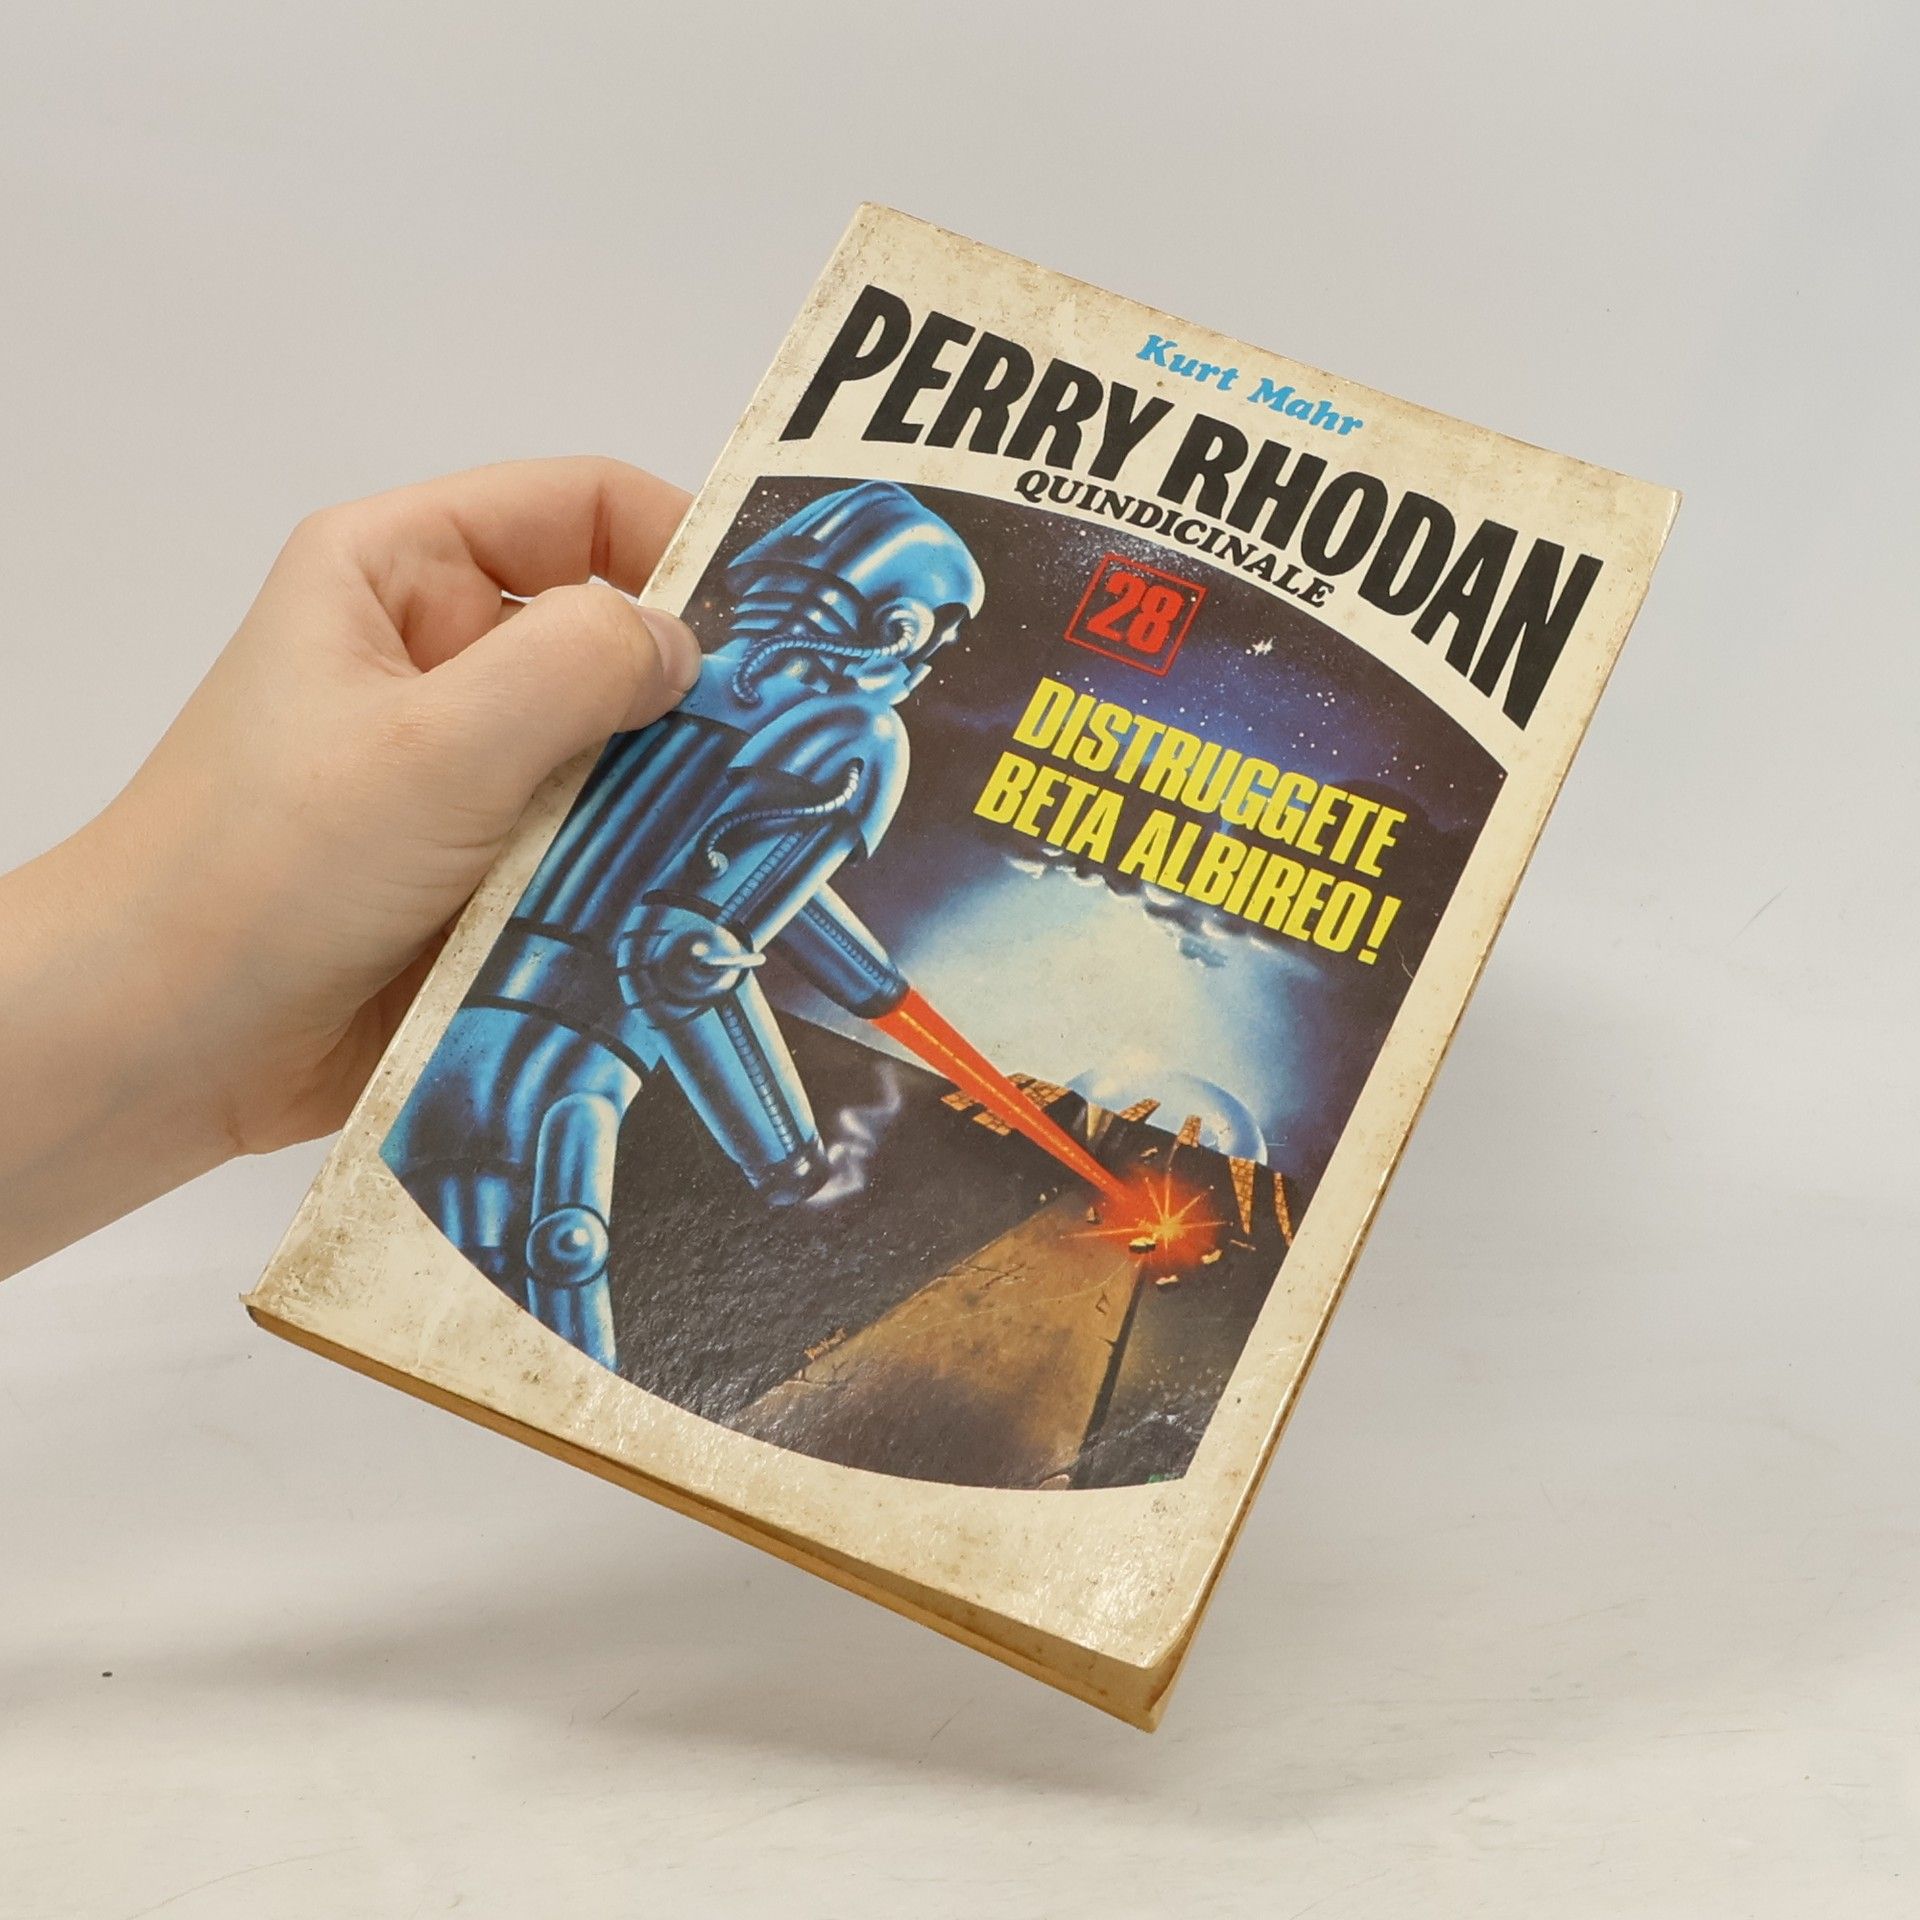 Kurt Mahr
PERRY RHODAN
QUINDICINALE
28
DISTRUGGETE
BETA ALBIREO!